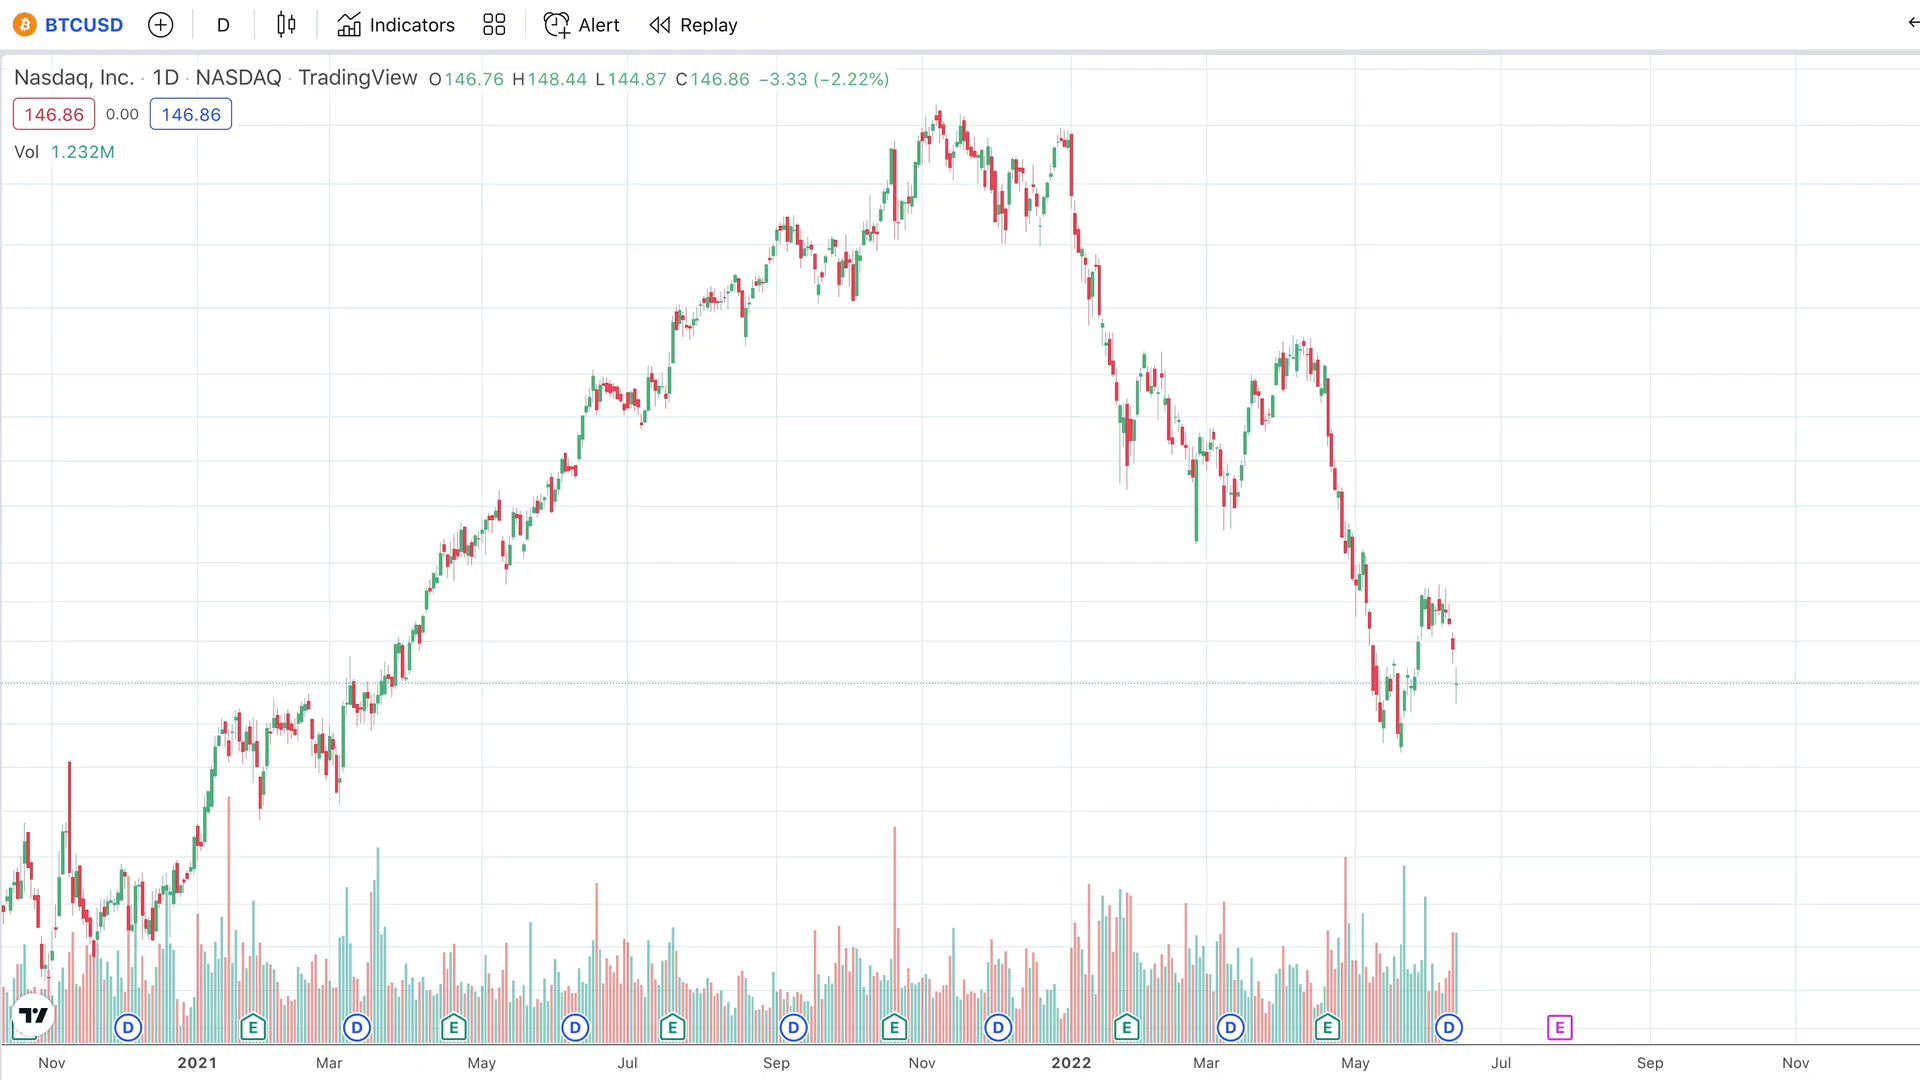 BTCUSD D Indicators Alert Replay
Nasdaq, Inc. · 1D · NASDAQ · TradingView O146.76 H148.44 L144.87 C146.86 −3.33 (−2.22%)
146.86 0.00 146.86
Vol 1.232M
D E D E D E D E D E D E D E
Nov 2021 Mar May Jul Sep Nov 2022 Mar May Jul Sep Nov